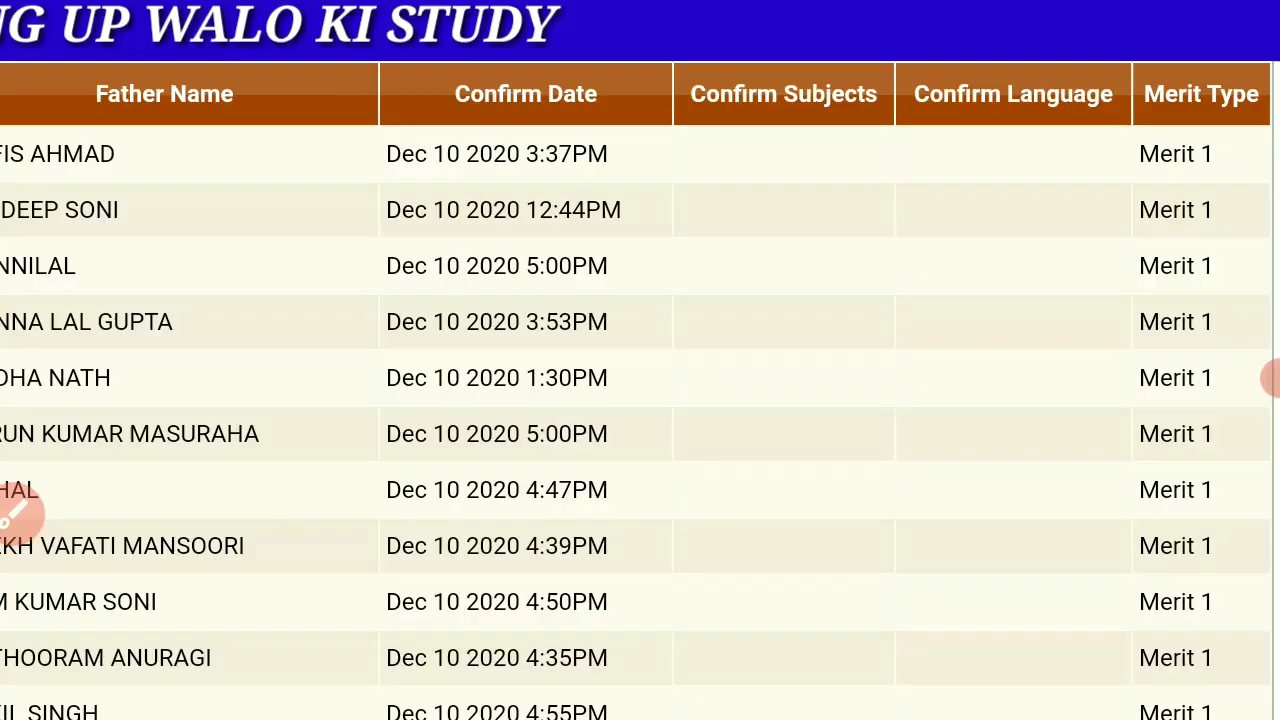 NG UP WALO KI STUDY
Father Name Confirm Date Confirm Subjects Confirm Language Merit Type
FIS AHMAD Dec 10 2020 3:37PM Merit 1
DEEP SONI Dec 10 2020 12:44PM Merit 1
NNILAL Dec 10 2020 5:00PM Merit 1
NNA LAL GUPTA Dec 10 2020 3:53PM Merit 1
DHA NATH Dec 10 2020 1:30PM Merit 1
RUN KUMAR MASURAHA Dec 10 2020 5:00PM Merit 1
HAL Dec 10 2020 4:47PM Merit 1
KH VAFATI MANSOORI Dec 10 2020 4:39PM Merit 1
M KUMAR SONI Dec 10 2020 4:50PM Merit 1
THOORAM ANURAGI Dec 10 2020 4:35PM Merit 1
SINGH Dec 10 2020 4:55PM Merit 1